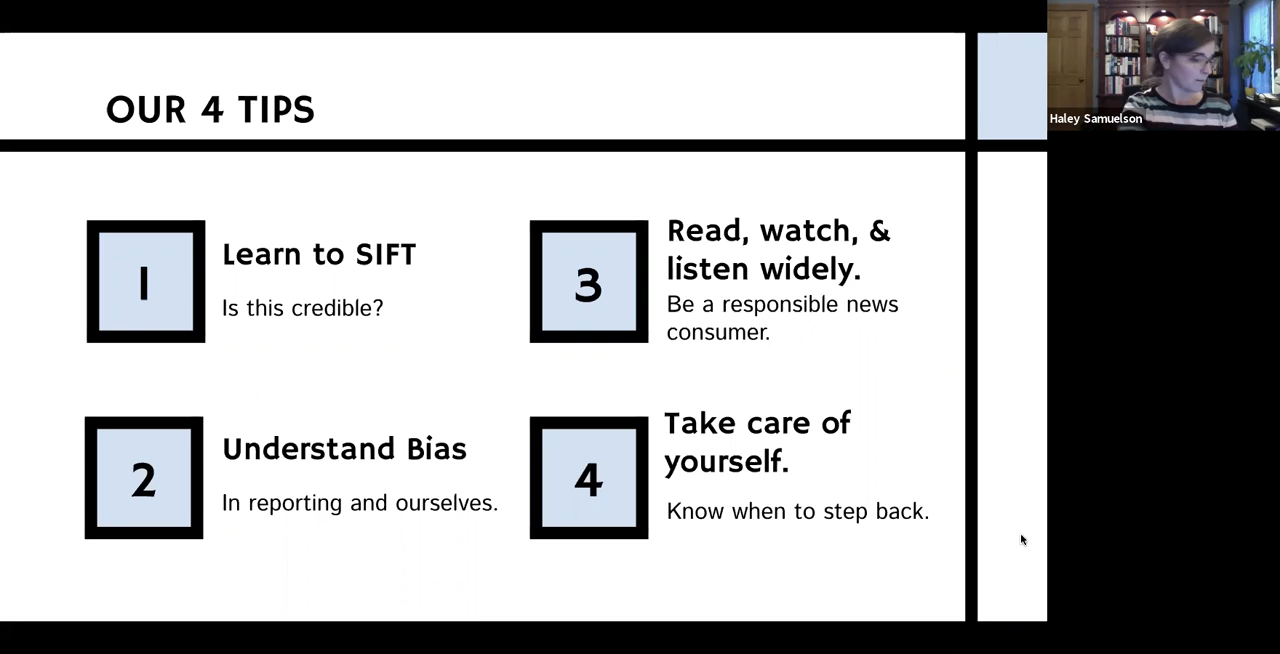 OUR 4 TIPS
Haley Samuelson
1
Learn to SIFT
Is this credible?
2
Understand Bias
In reporting and ourselves.
3
Read, watch, &
listen widely.
Be a responsible news
consumer.
4
Take care of
yourself.
Know when to step back.